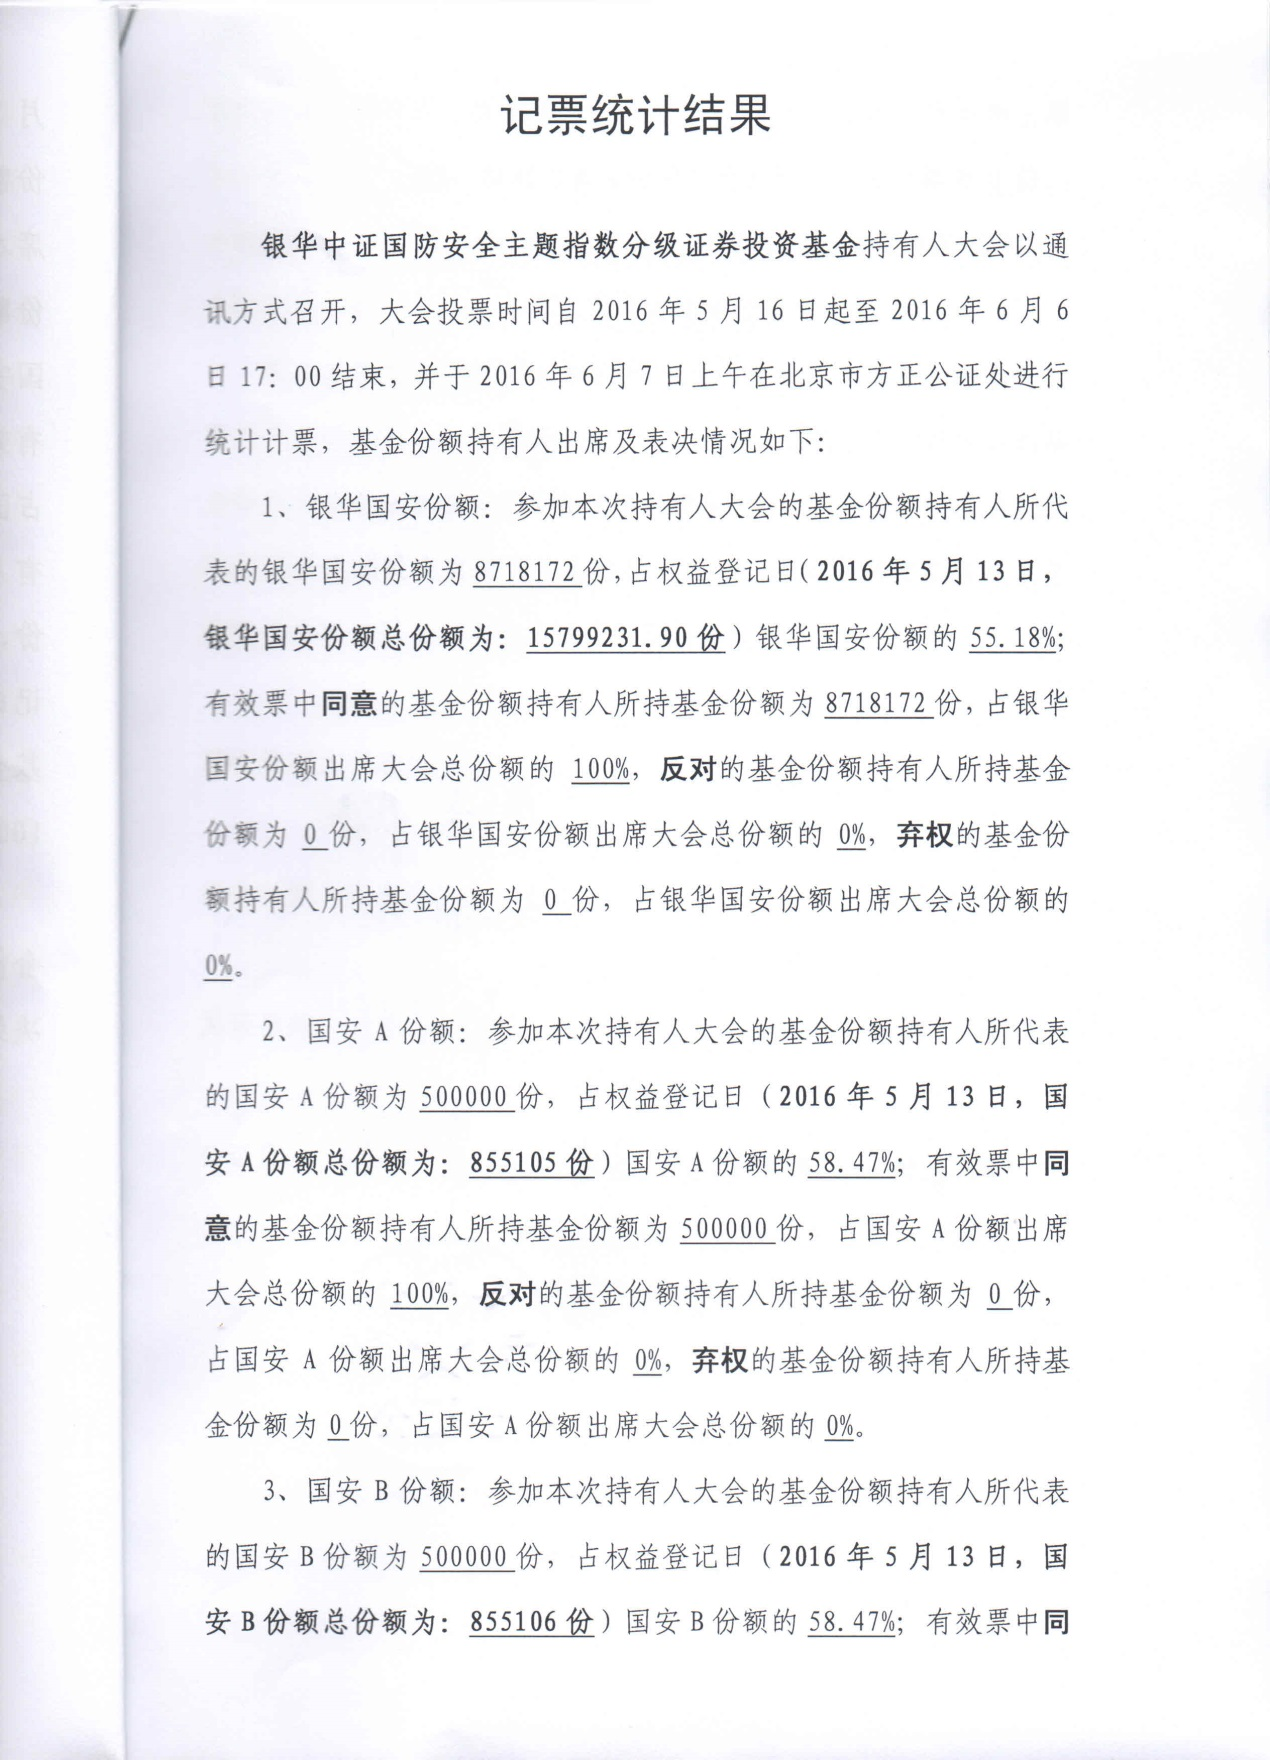 记票统计结果
银华中证国防安全主题指数分级证券投资基金持有人大会以通
讯方式召开，大会投票时间自 2016 年 5 月 16 日起至 2016 年 6 月 6
日 17：00 结束，并于 2016 年 6 月 7 日上午在北京市方正公证处进行
统计计票，基金份额持有人出席及表决情况如下：
1、银华国安份额：参加本次持有人大会的基金份额持有人所代
表的银华国安份额为 8718172 份，占权益登记日（2016 年 5 月 13 日，
银华国安份额总份额为：15799231.90 份）银华国安份额的 55.18%；
有效票中同意的基金份额持有人所持基金份额为 8718172 份，占银华
国安份额出席大会总份额的 100%，反对的基金份额持有人所持基金
份额为 0 份，占银华国安份额出席大会总份额的 0%，弃权的基金份
额持有人所持基金份额为 0 份，占银华国安份额出席大会总份额的
0%。
2、国安 A 份额：参加本次持有人大会的基金份额持有人所代表
的国安 A 份额为 500000 份，占权益登记日（2016 年 5 月 13 日，国
安 A 份额总份额为：855105 份）国安 A 份额的 58.47%；有效票中同
意的基金份额持有人所持基金份额为 500000 份，占国安 A 份额出席
大会总份额的 100%，反对的基金份额持有人所持基金份额为 0 份，
占国安 A 份额出席大会总份额的 0%，弃权的基金份额持有人所持基
金份额为 0 份，占国安 A 份额出席大会总份额的 0%。
3、国安 B 份额：参加本次持有人大会的基金份额持有人所代表
的国安 B 份额为 500000 份，占权益登记日（2016 年 5 月 13 日，国
安 B 份额总份额为：855106 份）国安 B 份额的 58.47%；有效票中同